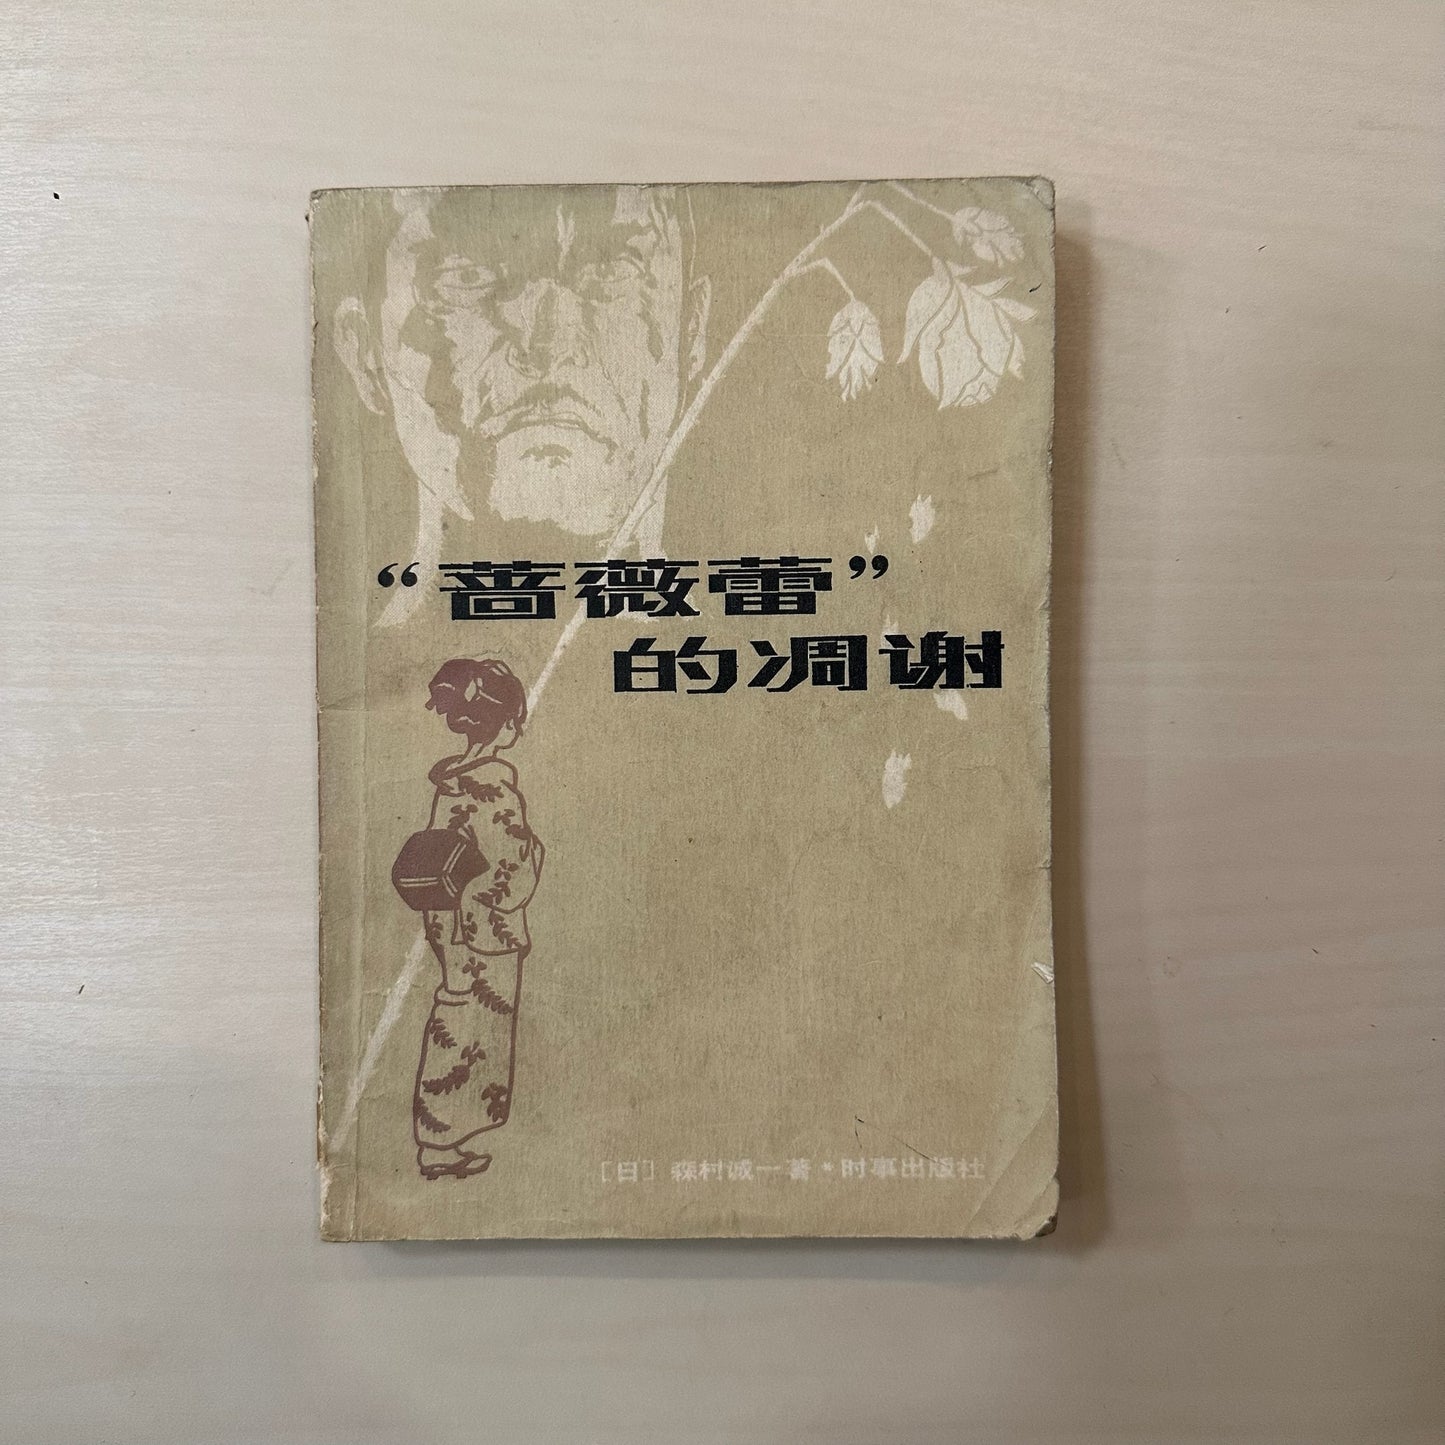 “蔷薇蕾”
的凋谢
[日] 森村诚一著·时事出版社